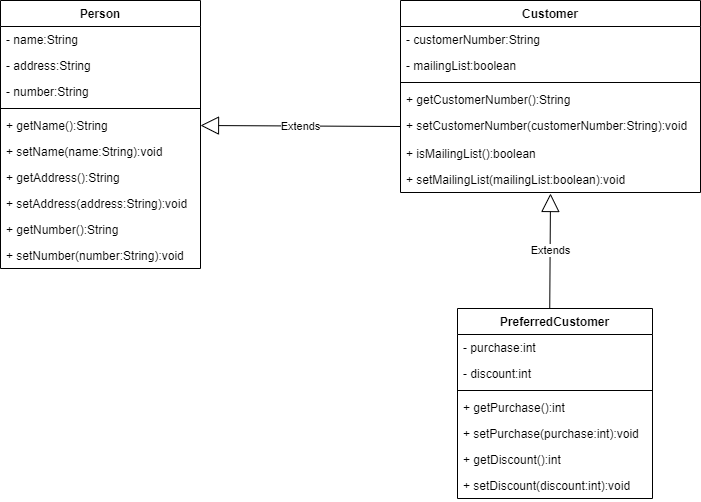 Person
- name:String
- address:String
- number:String
+ getName():String
+ setName(name:String):void
+ getAddress():String
+ setAddress(address:String):void
+ getNumber():String
+ setNumber(number:String):void
Extends
Customer
- customerNumber:String
- mailingList:boolean
+ getCustomerNumber():String
+ setCustomerNumber(customerNumber:String):void
+ isMailingList():boolean
+ setMailingList(mailingList:boolean):void
Extends
PreferredCustomer
- purchase:int
- discount:int
+ getPurchase():int
+ setPurchase(purchase:int):void
+ getDiscount():int
+ setDiscount(discount:int):void